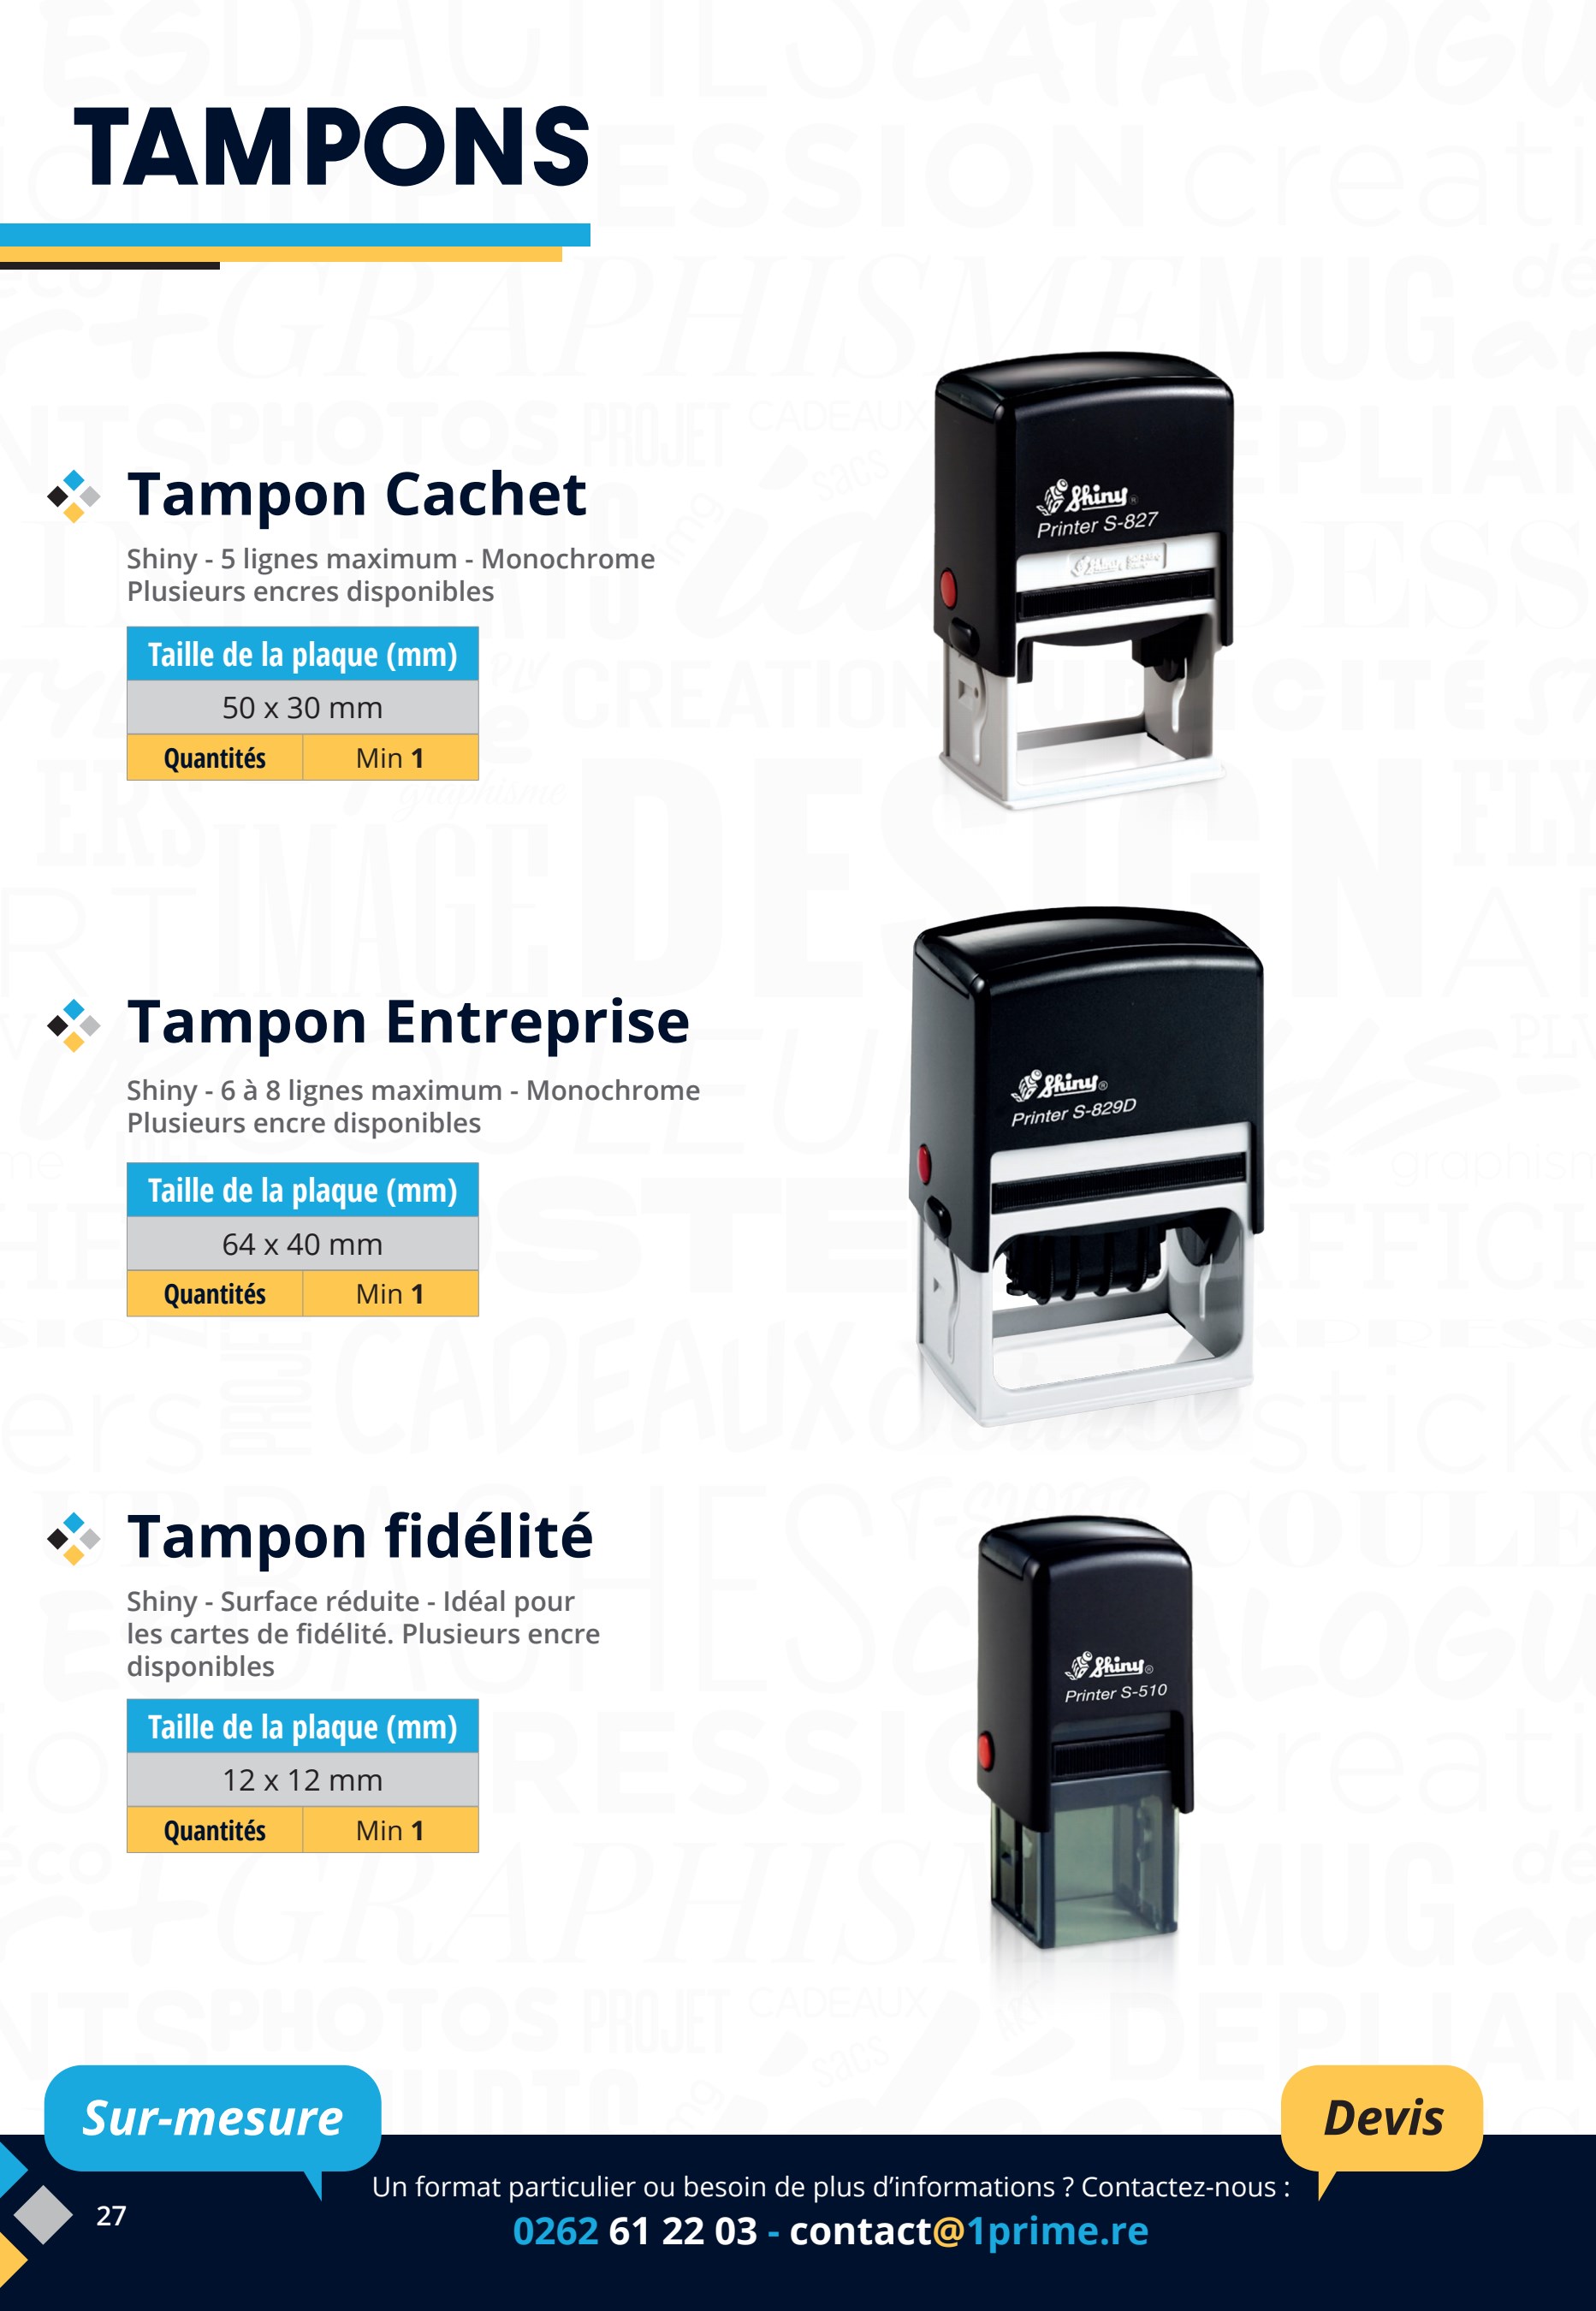 TAMPONS
Tampon Cachet
Shiny - 5 lignes maximum - Monochrome
Plusieurs encres disponibles
Taille de la plaque (mm)
50 x 30 mm
Quantités Min 1
Shiny®
Printer S-827
Tampon Entreprise
Shiny - 6 à 8 lignes maximum - Monochrome
Plusieurs encre disponibles
Taille de la plaque (mm)
64 x 40 mm
Quantités Min 1
Shiny®
Printer S-829D
Tampon fidélité
Shiny - Surface réduite - Idéal pour
les cartes de fidélité. Plusieurs encre
disponibles
Taille de la plaque (mm)
12 x 12 mm
Quantités Min 1
Shiny®
Printer S-510
Sur-mesure
Devis
Un format particulier ou besoin de plus d’informations ? Contactez-nous :
27
0262 61 22 03 - contact@1prime.re